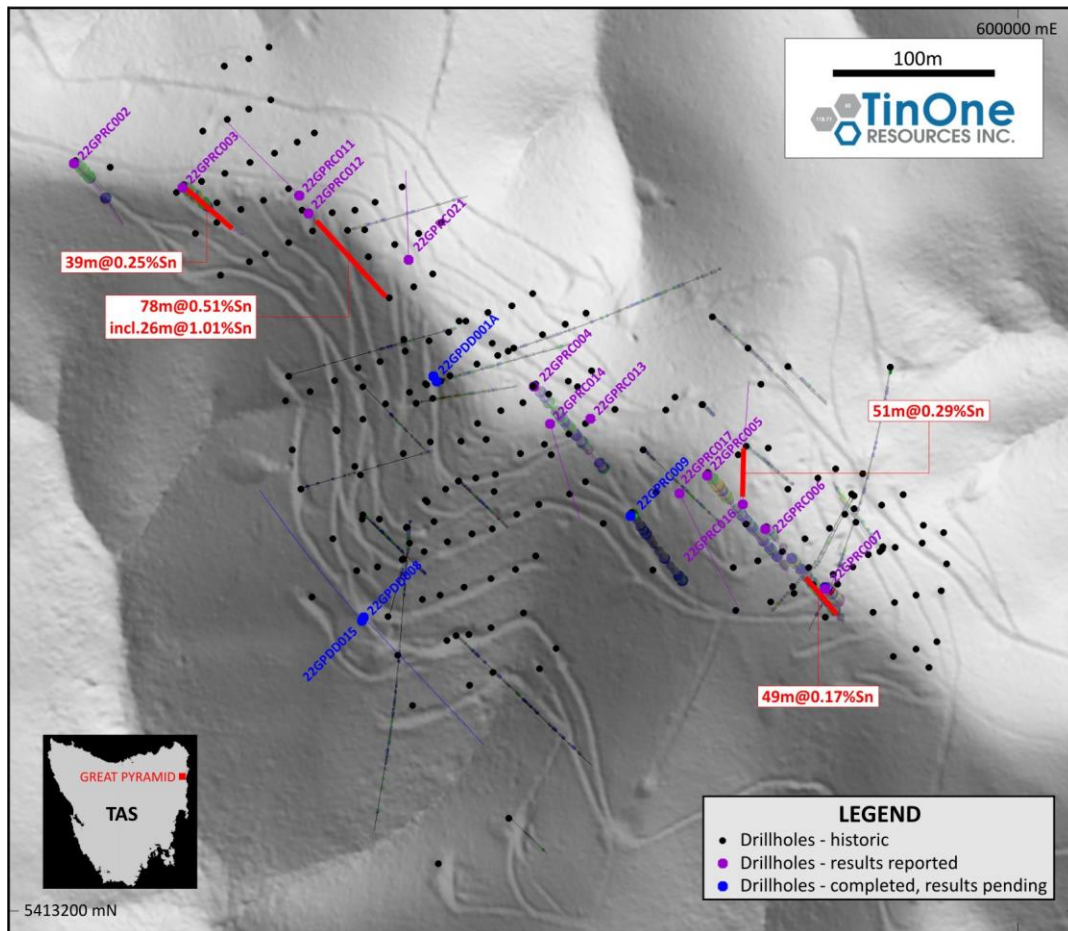 600000 mE
100m
TinOne
RESOURCES INC.
22GPRC002
22GPRC003
22GPRC011
22GPRC012
22GPRC021
39m@0.25%Sn
78m@0.51%Sn
incl.26m@1.01%Sn
22GPDD001A
22GPRC004
22GPRC014
22GPRC013
51m@0.29%Sn
22GPRC017
22GPRC005
22GPRC009
22GPRC016
22GPRC006
22GPRC007
22GPDD008
22GPDD015
49m@0.17%Sn
GREAT PYRAMID
TAS
LEGEND
Drillholes - historic
Drillholes - results reported
Drillholes - completed, results pending
5413200 mN